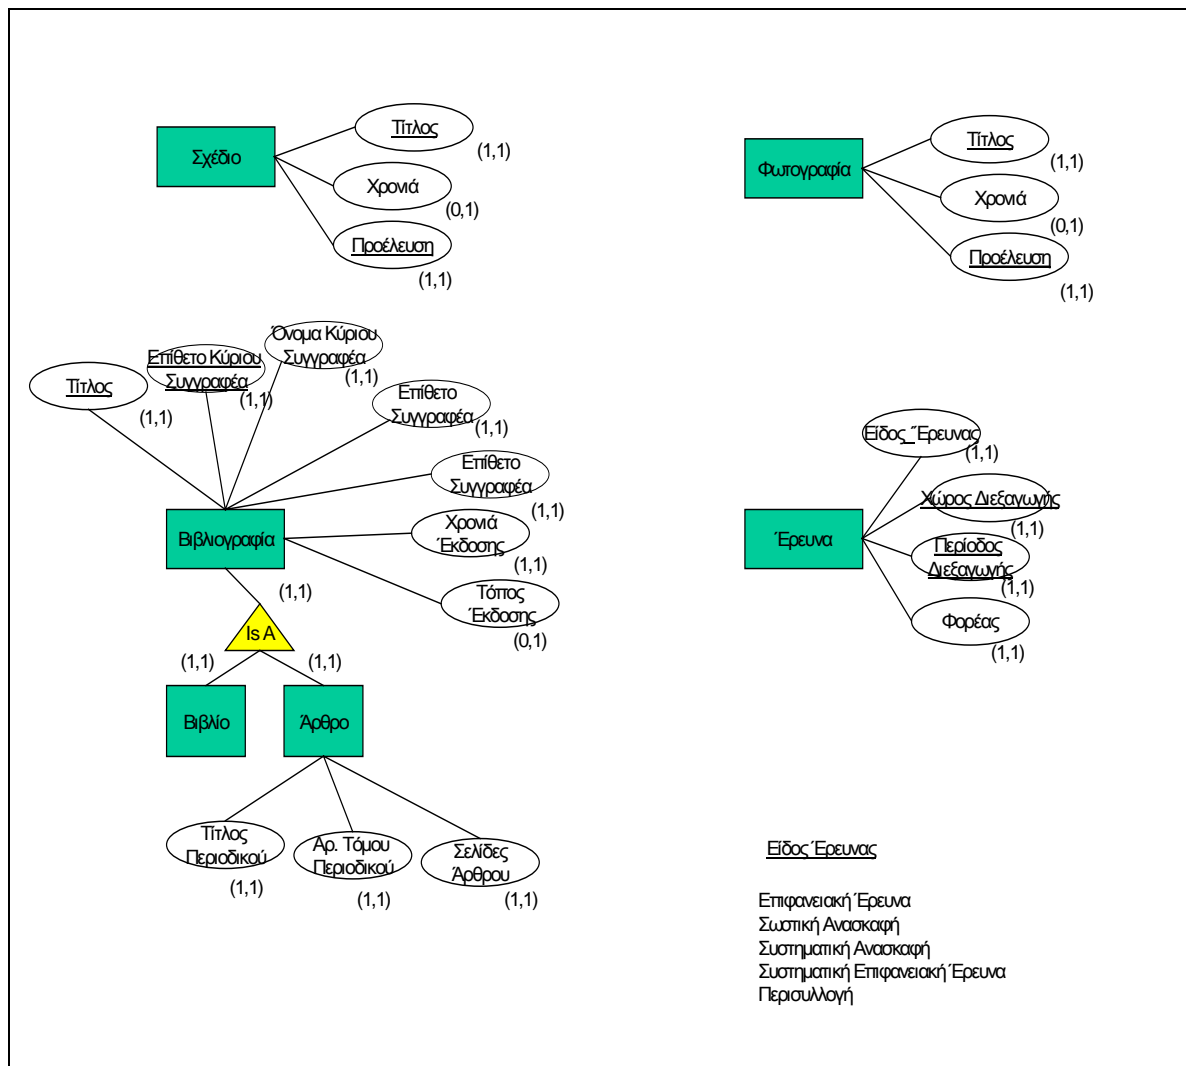 Σχέδιο
Τίτλος
(1,1)
Χρονιά
(0,1)
Προέλευση
(1,1)
Φωτογραφία
Τίτλος
(1,1)
Χρονιά
(0,1)
Προέλευση
(1,1)
Τίτλος
(1,1)
Επίθετο Κύριου
Συγγραφέα
(1,1)
Όνομα Κύριου
Συγγραφέα
(1,1)
Επίθετο
Συγγραφέα
(1,1)
Επίθετο
Συγγραφέα
(1,1)
Βιβλιογραφία
Χρονιά
Έκδοσης
(1,1)
Τόπος
Έκδοσης
(0,1)
(1,1)
Is A
(1,1)
(1,1)
Βιβλίο
Άρθρο
Τίτλος
Περιοδικού
(1,1)
Αρ. Τόμου
Περιοδικού
(1,1)
Σελίδες
Άρθρου
(1,1)
Είδος_Έρευνας
(1,1)
Χώρος Διεξαγωγής
(1,1)
Έρευνα
Περίοδος
Διεξαγωγής
(1,1)
Φορέας
(1,1)
Είδος Έρευνας
Επιφανειακή Έρευνα
Σωστική Ανασκαφή
Συστηματική Ανασκαφή
Συστηματική Επιφανειακή Έρευνα
Περισυλλογή